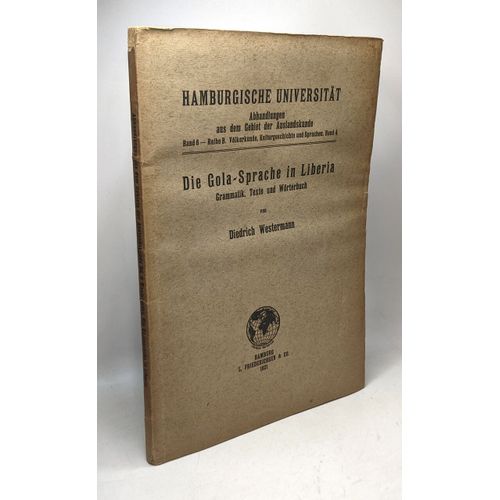 HAMBURGISCHE UNIVERSITÄT
Abhandlungen
aus dem Gebiet der Auslandskunde
Band 6 — Reihe B. Völkerkunde, Kulturgeschichte und Sprachen. Band 4
Die Gola-Sprache in Liberia
Grammatik, Texte und Wörterbuch
von
Diedrich Westermann
HAMBURG
L. FRIEDERICHSEN & CO.
1921